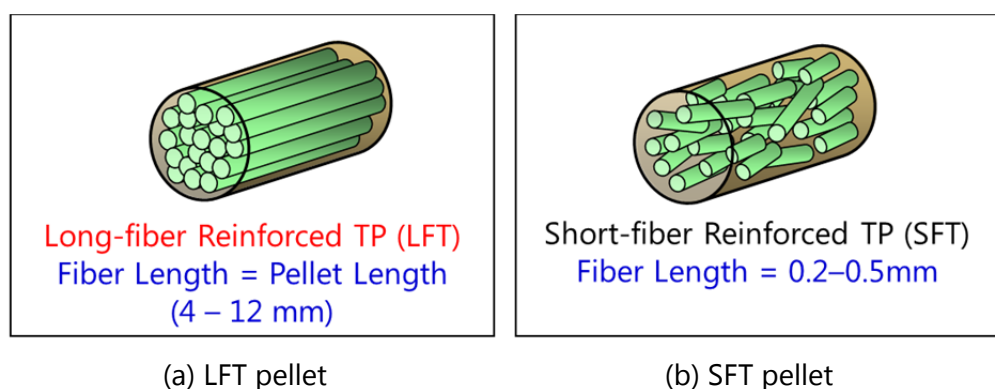 Long-fiber Reinforced TP (LFT)
Fiber Length = Pellet Length
(4 – 12 mm)
Short-fiber Reinforced TP (SFT)
Fiber Length = 0.2–0.5mm
(a) LFT pellet
(b) SFT pellet